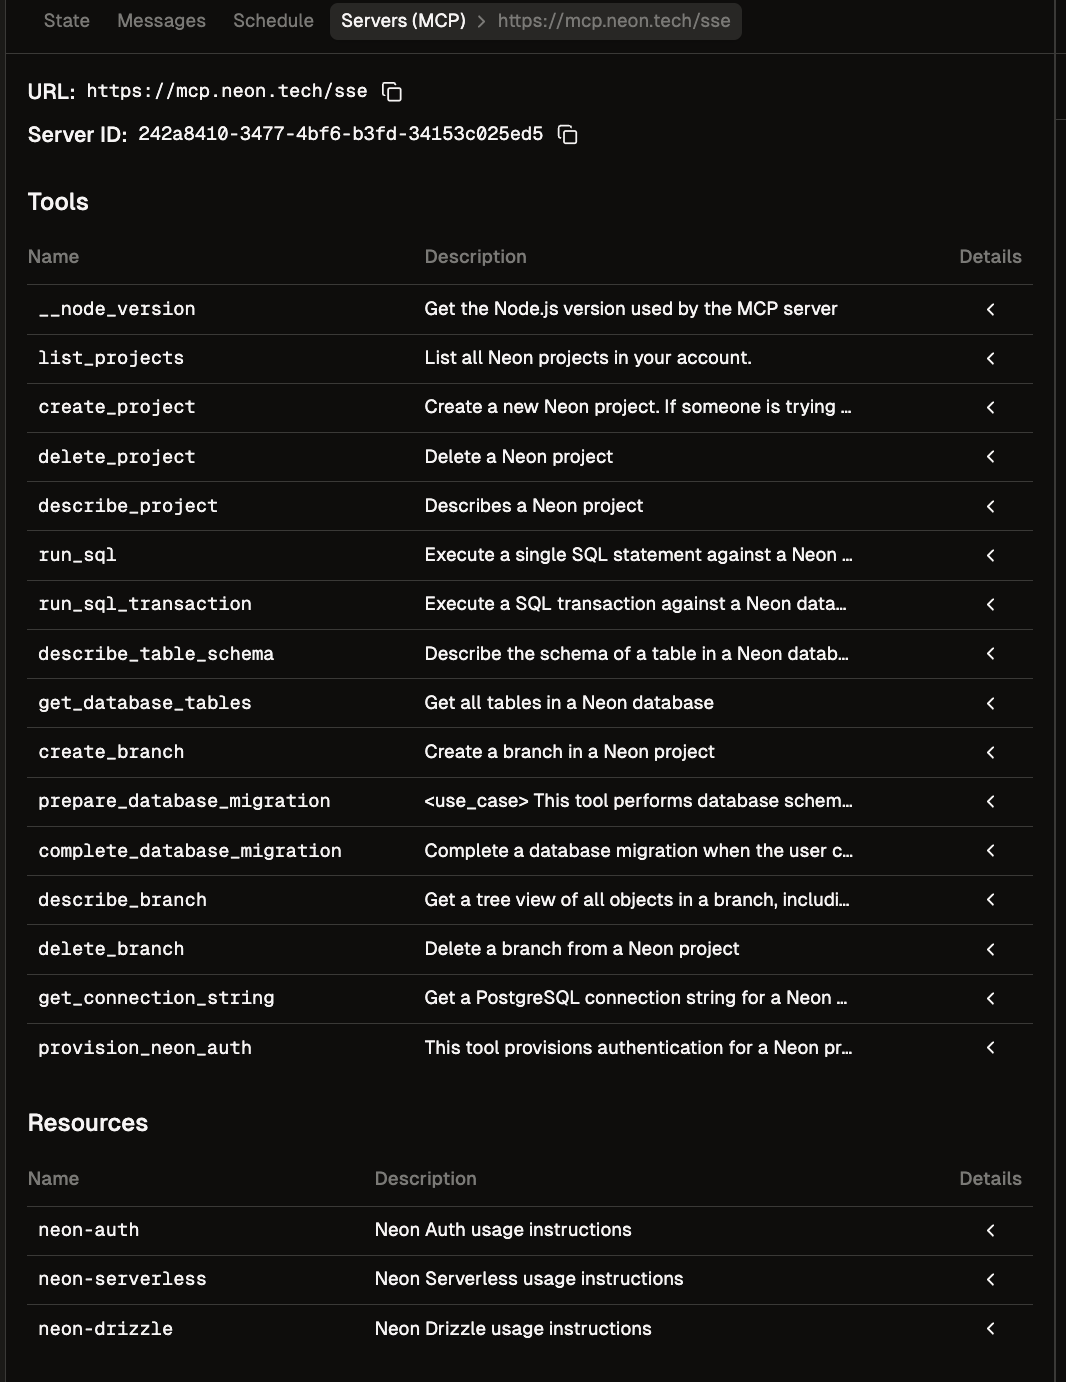 State Messages Schedule Servers (MCP) > https://mcp.neon.tech/sse
URL: https://mcp.neon.tech/sse
Server ID: 242a8410-3477-4bf6-b3fd-34153c025ed5
Tools
Name Description Details
__node_version Get the Node.js version used by the MCP server
list_projects List all Neon projects in your account.
create_project Create a new Neon project. If someone is trying ...
delete_project Delete a Neon project
describe_project Describes a Neon project
run_sql Execute a single SQL statement against a Neon ...
run_sql_transaction Execute a SQL transaction against a Neon data...
describe_table_schema Describe the schema of a table in a Neon datab...
get_database_tables Get all tables in a Neon database
create_branch Create a branch in a Neon project
prepare_database_migration <use_case> This tool performs database schem...
complete_database_migration Complete a database migration when the user c...
describe_branch Get a tree view of all objects in a branch, includi...
delete_branch Delete a branch from a Neon project
get_connection_string Get a PostgreSQL connection string for a Neon ...
provision_neon_auth This tool provisions authentication for a Neon pr...
Resources
Name Description Details
neon-auth Neon Auth usage instructions
neon-serverless Neon Serverless usage instructions
neon-drizzle Neon Drizzle usage instructions